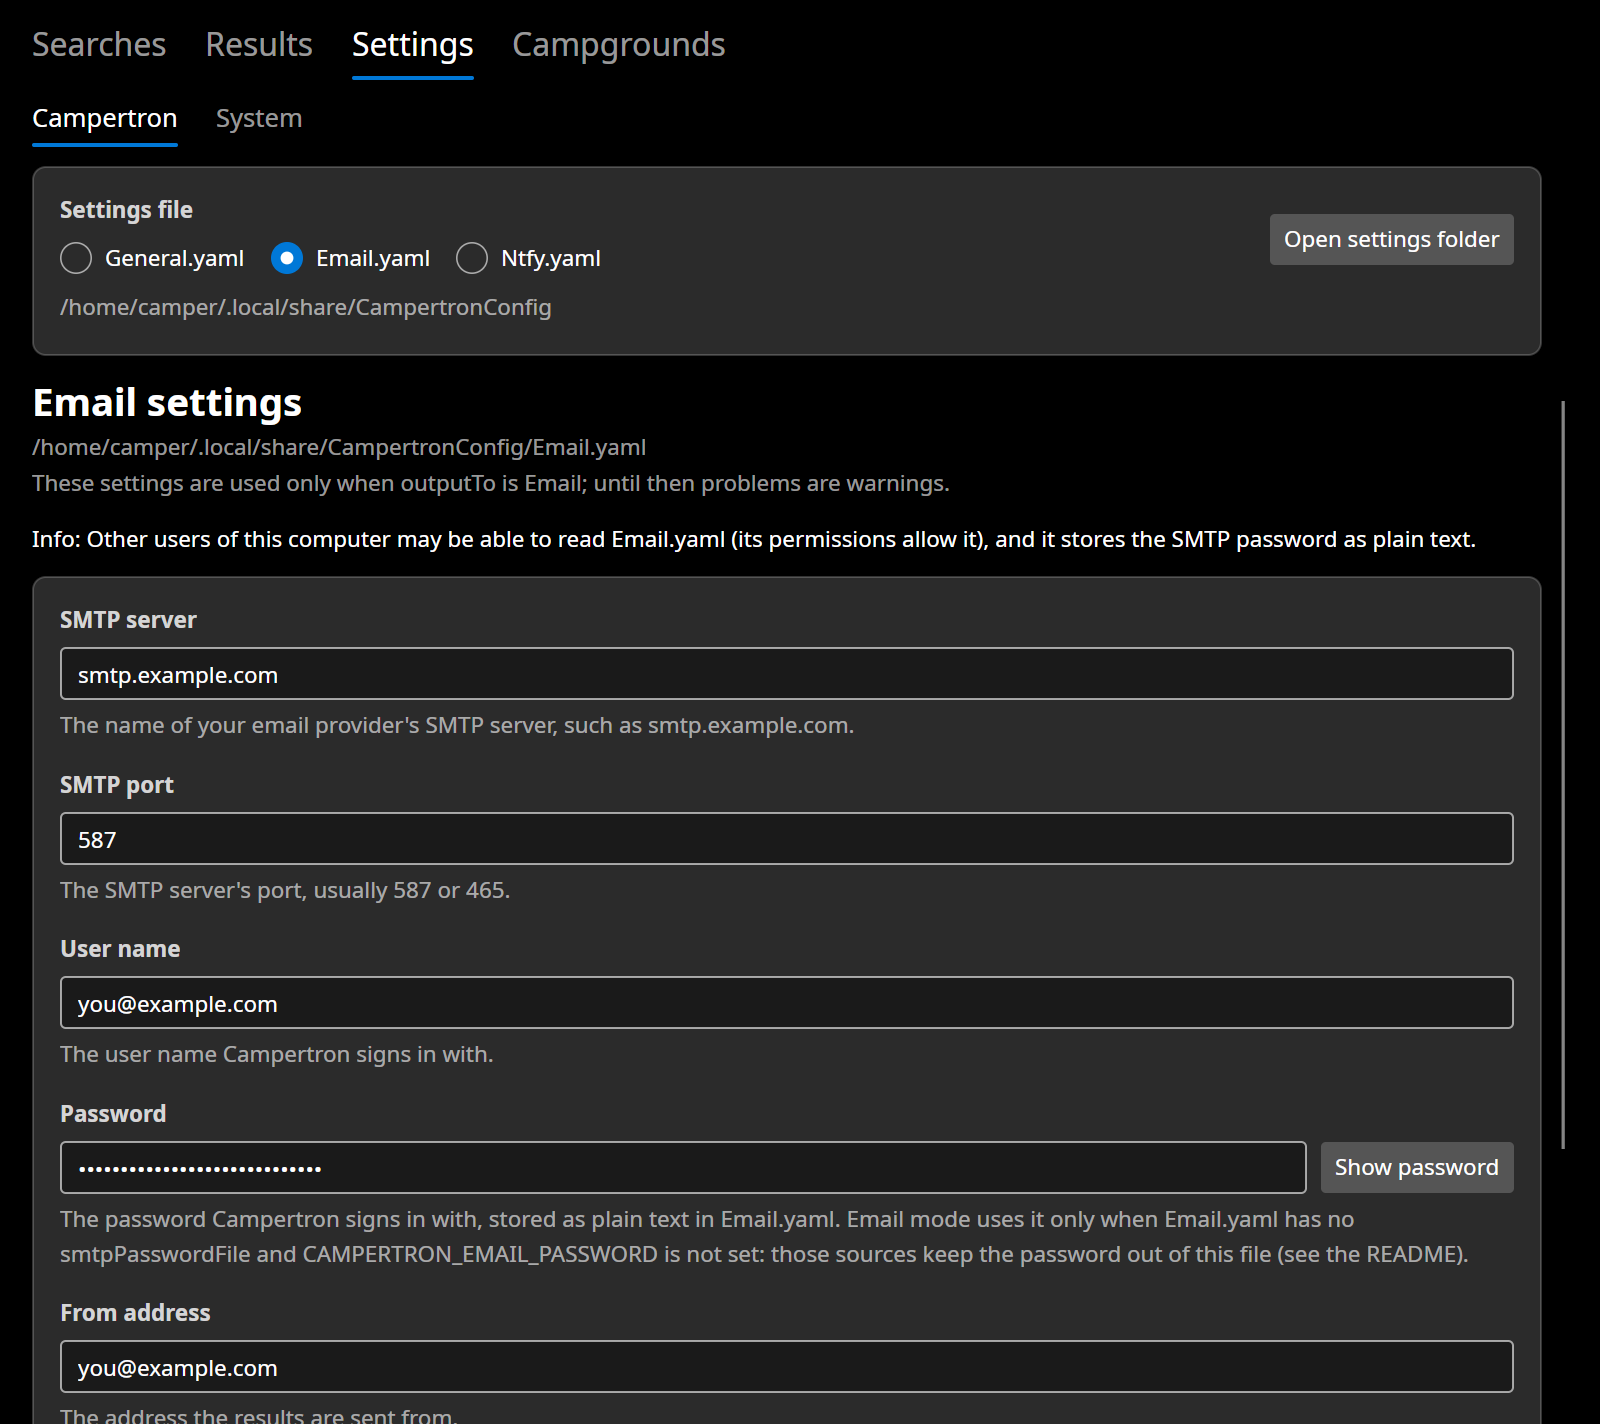 Searches Results Settings Campgrounds
Campertron System
Settings file
General.yaml Email.yaml Ntfy.yaml
Open settings folder
/home/camper/.local/share/CampertronConfig
Email settings
/home/camper/.local/share/CampertronConfig/Email.yaml
These settings are used only when outputTo is Email; until then problems are warnings.
Info: Other users of this computer may be able to read Email.yaml (its permissions allow it), and it stores the SMTP password as plain text.
SMTP server
smtp.example.com
The name of your email provider's SMTP server, such as smtp.example.com.
SMTP port
587
The SMTP server's port, usually 587 or 465.
User name
you@example.com
The user name Campertron signs in with.
Password
•••••••••••••••••••••••••••••
Show password
The password Campertron signs in with, stored as plain text in Email.yaml. Email mode uses it only when Email.yaml has no
smtpPasswordFile and CAMPERTRON_EMAIL_PASSWORD is not set: those sources keep the password out of this file (see the README).
From address
you@example.com
The address the results are sent from.